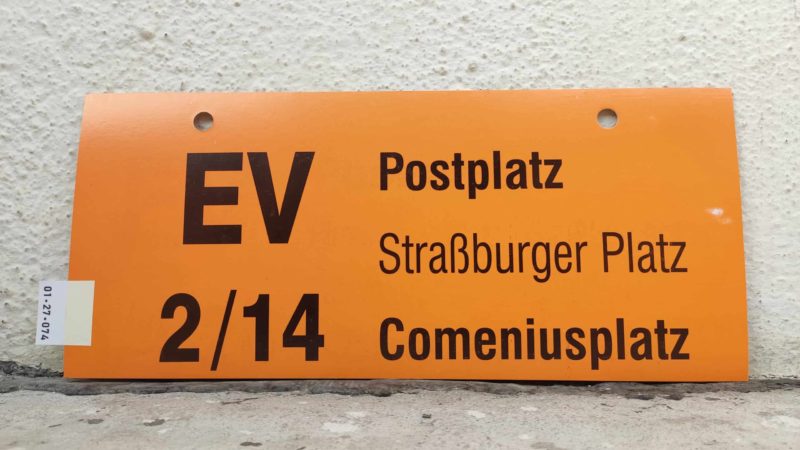 EV
2/14
Postplatz
Straßburger Platz
Comeniusplatz
01-27-074